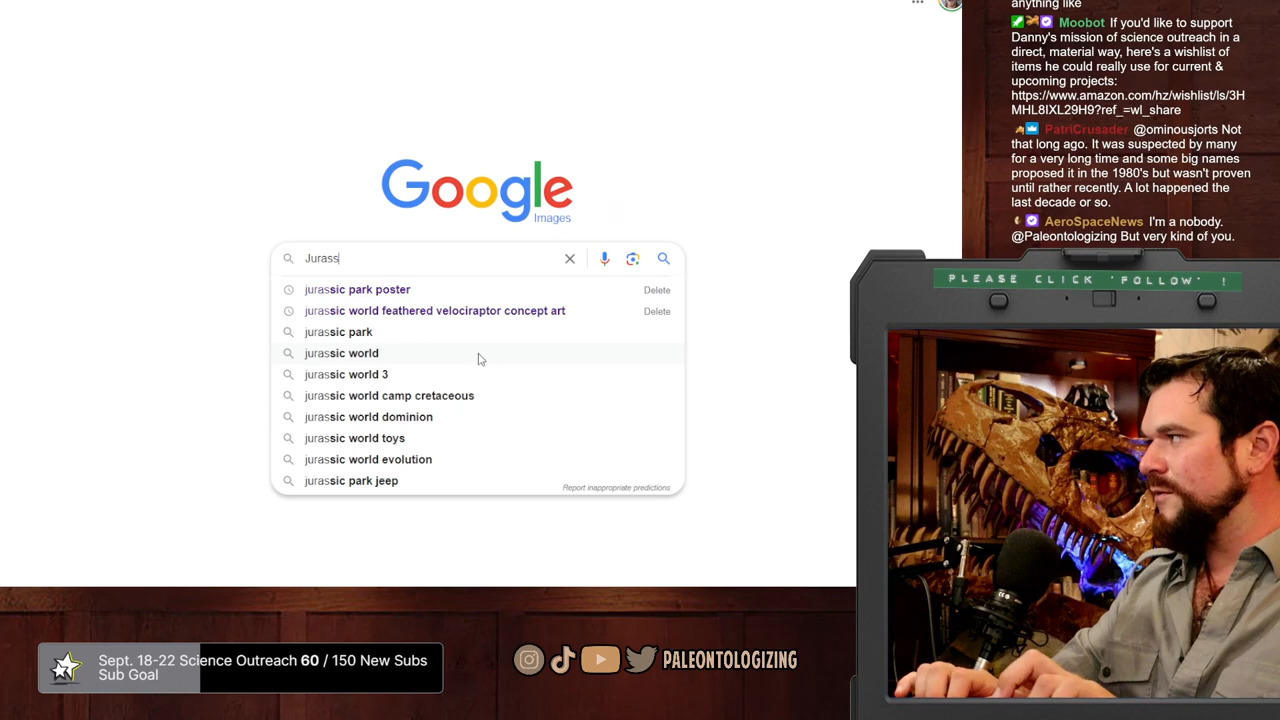 Google
Images
Jurass
jurassic park poster
Delete
jurassic world feathered velociraptor concept art
Delete
jurassic park
jurassic world
jurassic world 3
jurassic world camp cretaceous
jurassic world dominion
jurassic world toys
jurassic world evolution
jurassic park jeep
Report inappropriate predictions
anything like
Moobot If you'd like to support
Danny's mission of science outreach in a
direct, material way, here's a wishlist of
items he could really use for current &
upcoming projects:
https://www.amazon.com/hz/wishlist/ls/3H
MHL8IXL29H9?ref_=wl_share
PatriCrusader @ominousjorts Not
that long ago. It was suspected by many
for a very long time and some big names
proposed it in the 1980's but wasn't proven
until rather recently. A lot happened the
last decade or so.
AeroSpaceNews I'm a nobody.
@Paleontologizing But very kind of you.
PLEASE CLICK 'FOLLOW' !
7
Sept. 18-22 Science Outreach 60 / 150 New Subs
Sub Goal
PALEONTOLOGIZING